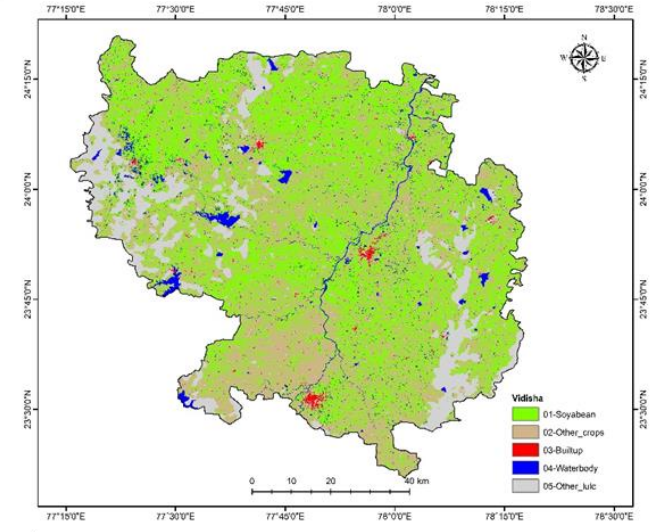 77°15'0"E 77°30'0"E 77°45'0"E 78°0'0"E 78°15'0"E 78°30'0"E
N
W
S
24°15'0"N 24°15'0"N
24°0'0"N 24°0'0"N
23°45'0"N 23°45'0"N
23°30'0"N 23°30'0"N
Vidisha
01-Soyabean
02-Other_crops
03-Builtup
04-Waterbody
05-Other_lulc
0 10 20 40 km
77°15'0"E 77°30'0"E 77°45'0"E 78°0'0"E 78°15'0"E 78°30'0"E